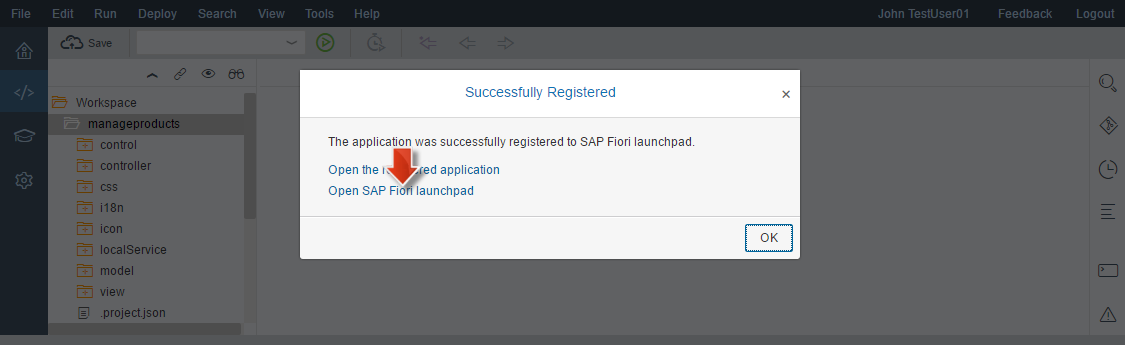 File Edit Run Deploy Search View Tools Help John TestUser01 Feedback Logout
Save
Successfully Registered
×
Workspace
manageproducts
The application was successfully registered to SAP Fiori launchpad.
control
controller
Open the red application
css
Open SAP Fiori launchpad
i18n
icon
OK
localService
model
view
.project.json